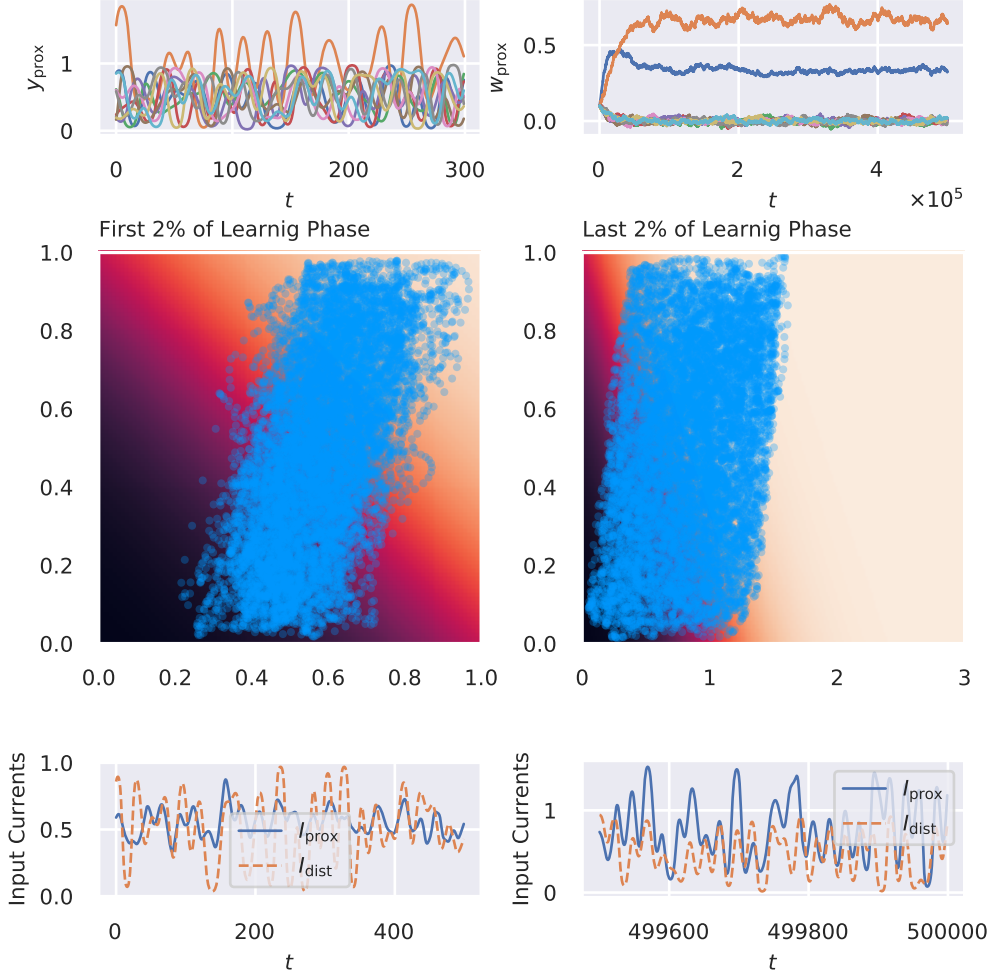 y_prox
1
0
0 100 200 300
t
w_prox
0.5
0.0
0 2 4
t
×10^5
First 2% of Learnig Phase
1.0
0.8
0.6
0.4
0.2
0.0
0.0 0.2 0.4 0.6 0.8 1.0
Last 2% of Learnig Phase
1.0
0.8
0.6
0.4
0.2
0.0
0 1 2 3
Input Currents
1.0
0.5
0.0
I_prox
I_dist
0 200 400
t
Input Currents
1
0
I_prox
I_dist
499600 499800 500000
t